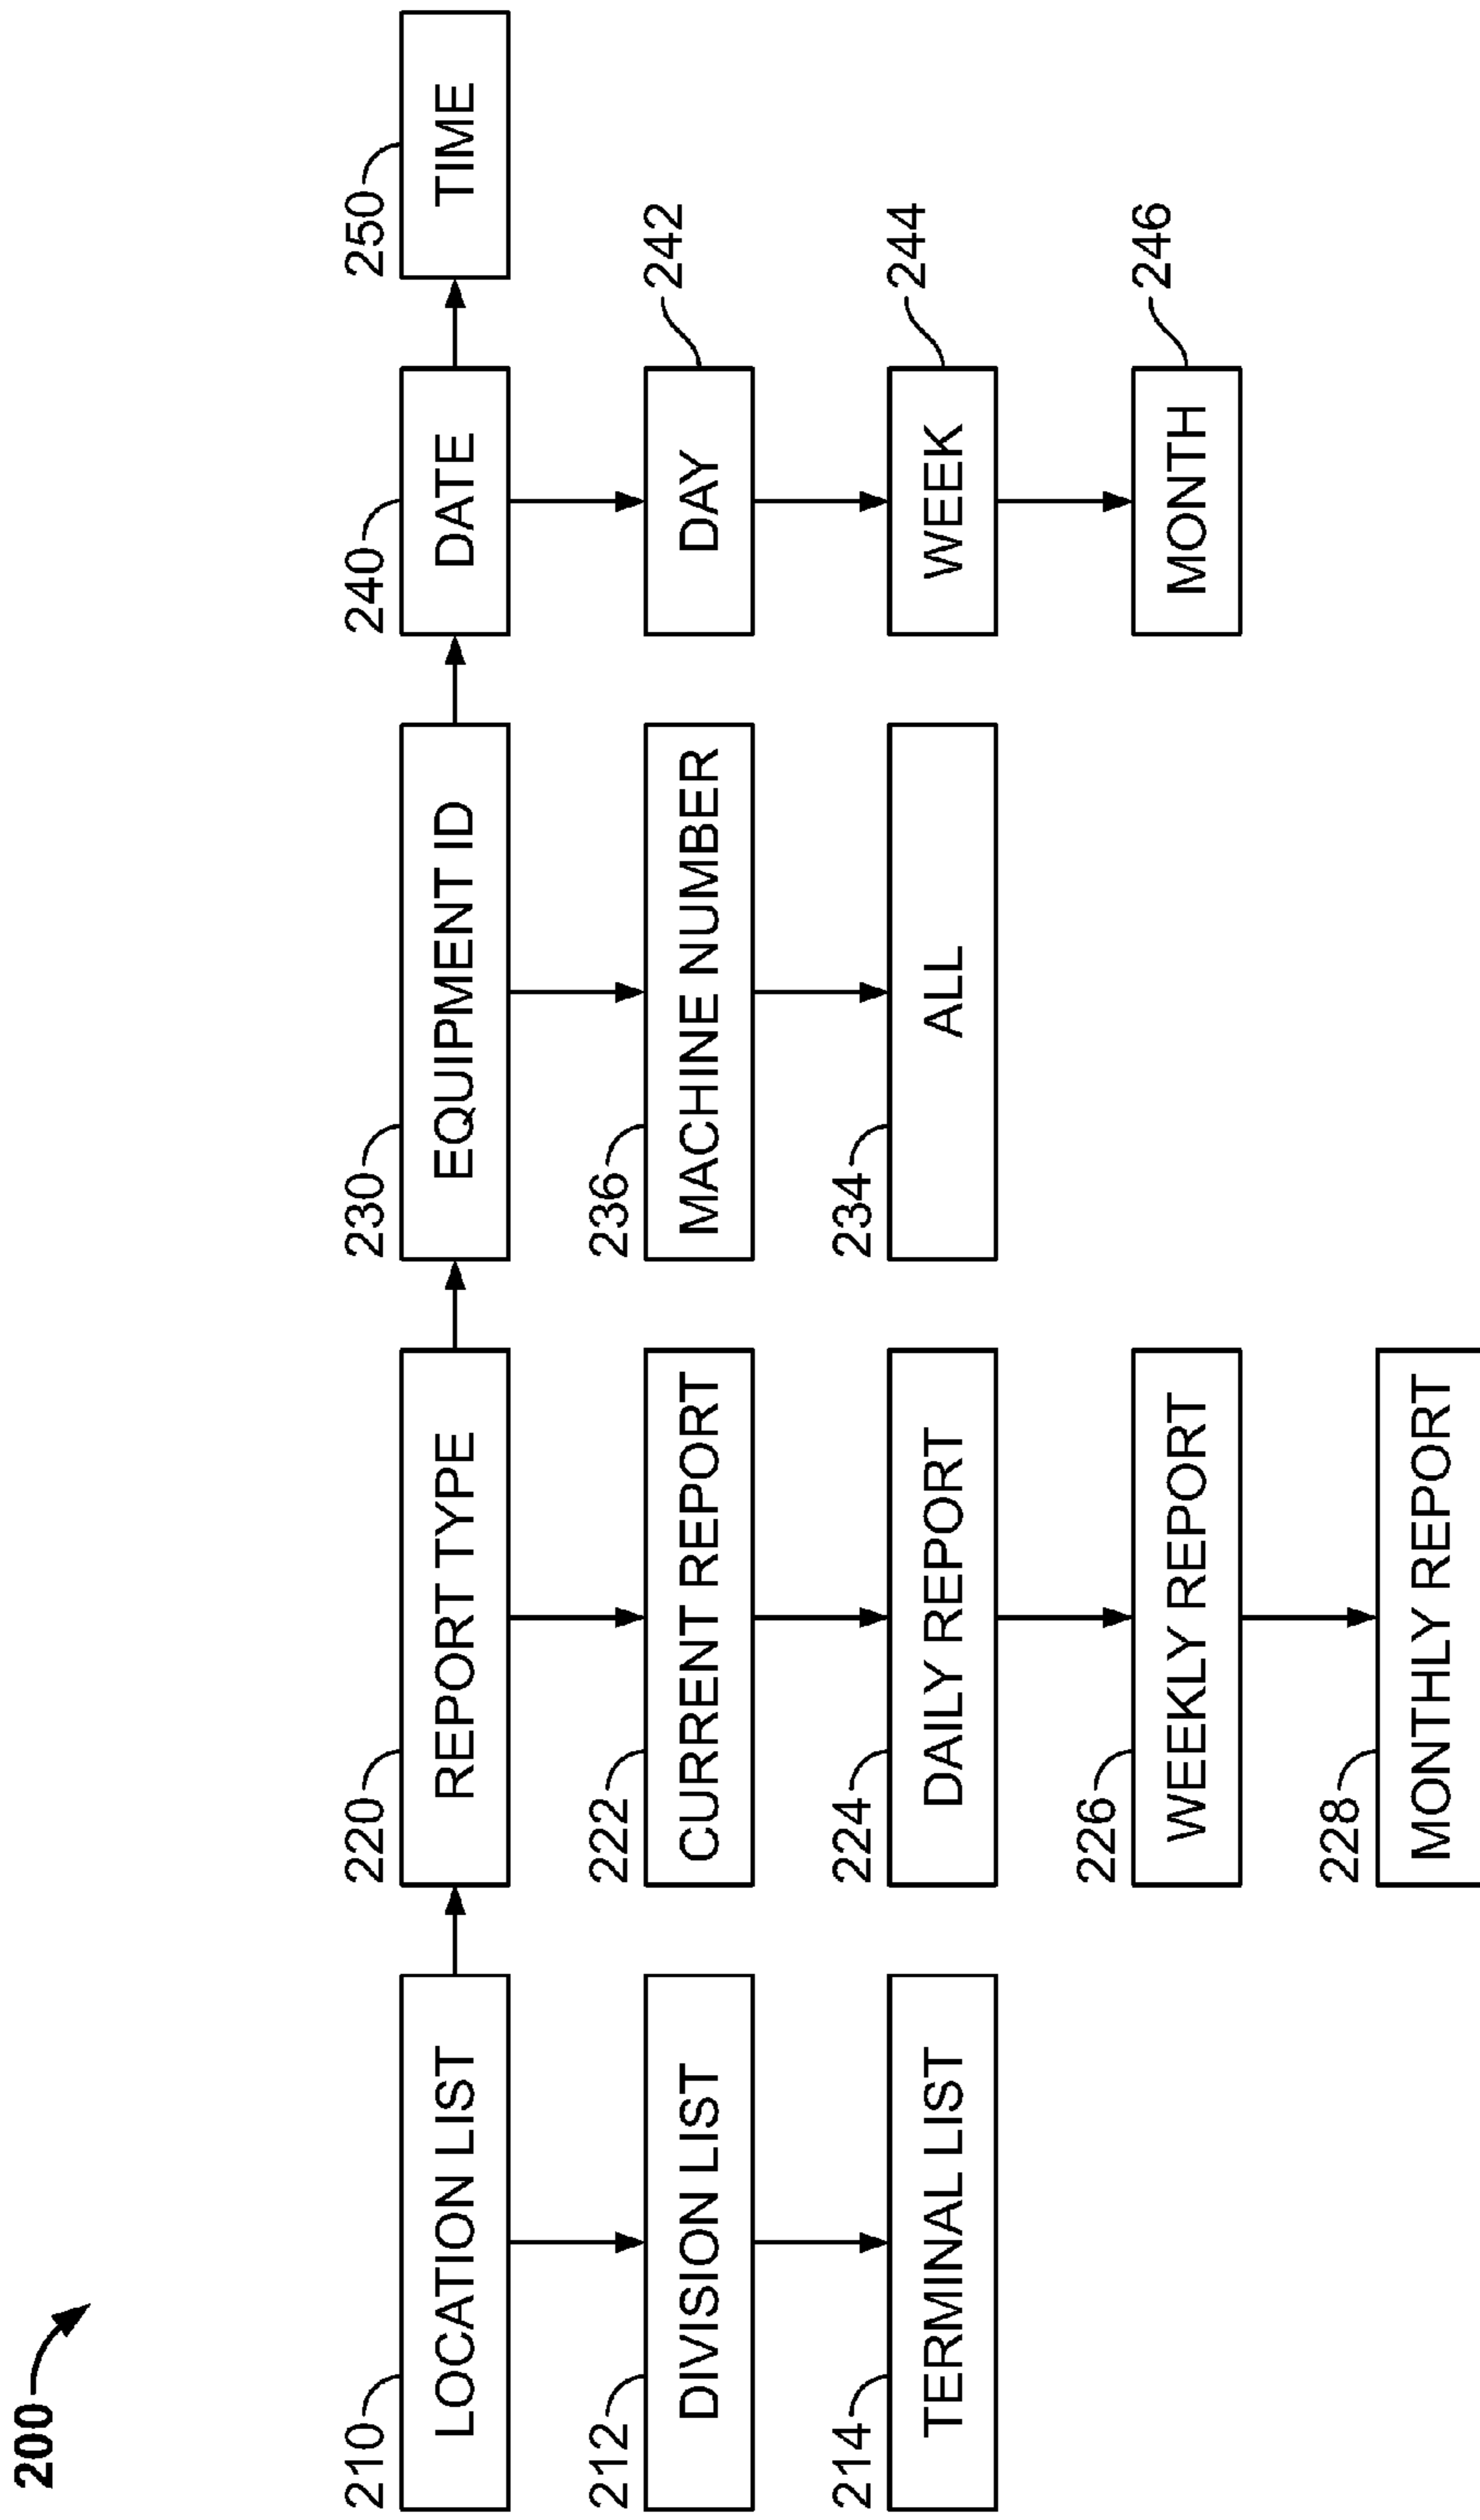 200
210
LOCATION LIST
220
REPORT TYPE
230
EQUIPMENT ID
240
DATE
250
TIME
212
DIVISION LIST
222
CURRENT REPORT
236
MACHINE NUMBER
DAY
242
214
TERMINAL LIST
224
DAILY REPORT
234
ALL
WEEK
244
226
WEEKLY REPORT
MONTH
246
228
MONTHLY REPORT